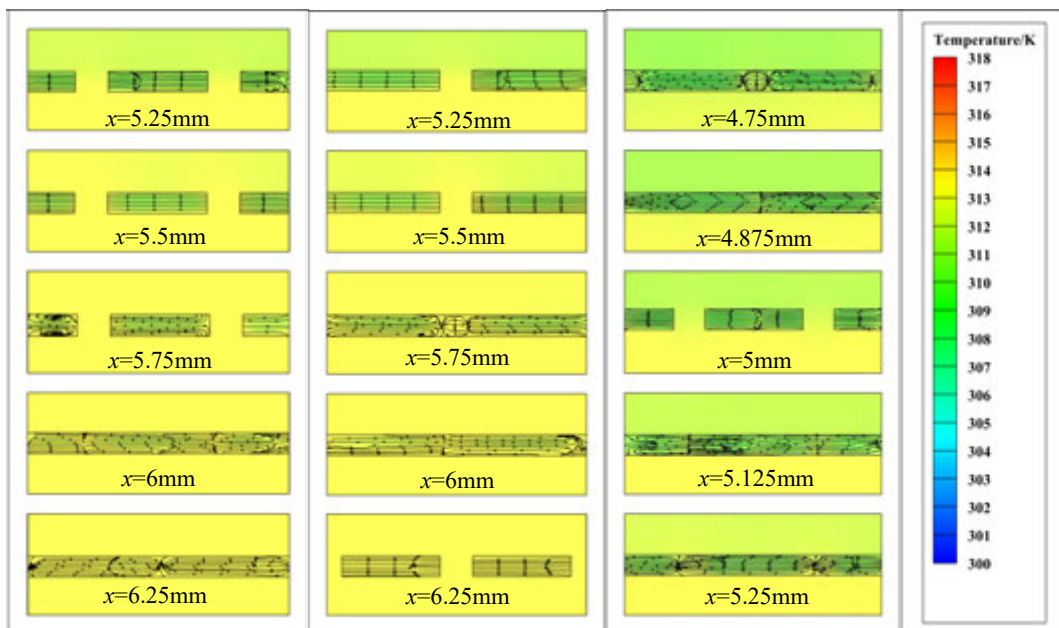 x=5.25mm
x=5.5mm
x=5.75mm
x=6mm
x=6.25mm
x=5.25mm
x=5.5mm
x=5.75mm
x=6mm
x=6.25mm
x=4.75mm
x=4.875mm
x=5mm
x=5.125mm
x=5.25mm
Temperature/K
318
316
315
314
313
312
311
310
309
308
307
306
305
304
303
302
301
300